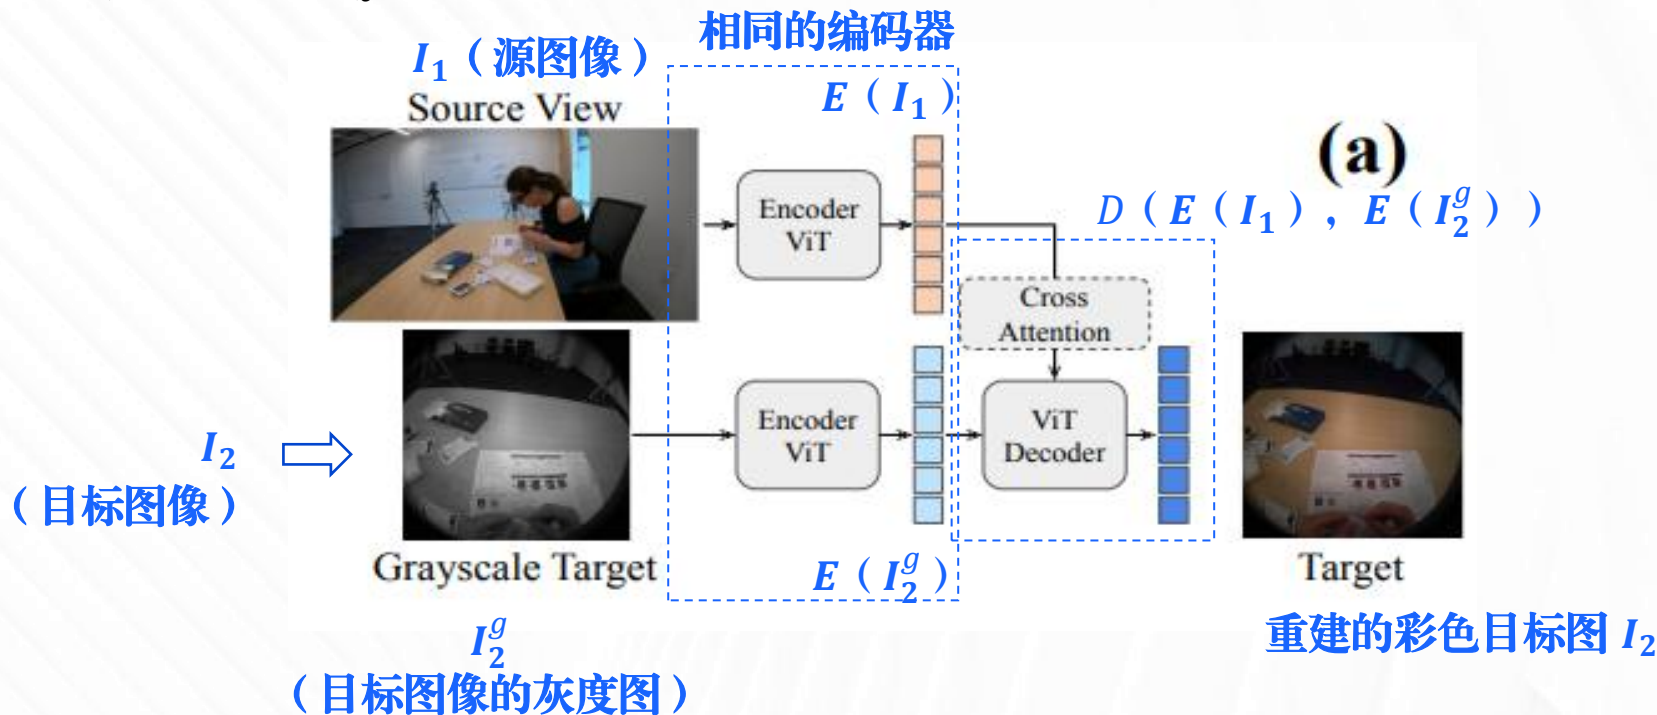 相同的编码器
I₁（源图像）
Source View
E（I₁）
(a)
Encoder
ViT
D（E（I₁），E（I₂ᵍ））
Cross
Attention
I₂
（目标图像）
Encoder
ViT
ViT
Decoder
Grayscale Target
E（I₂ᵍ）
Target
I₂ᵍ
（目标图像的灰度图）
重建的彩色目标图 I₂